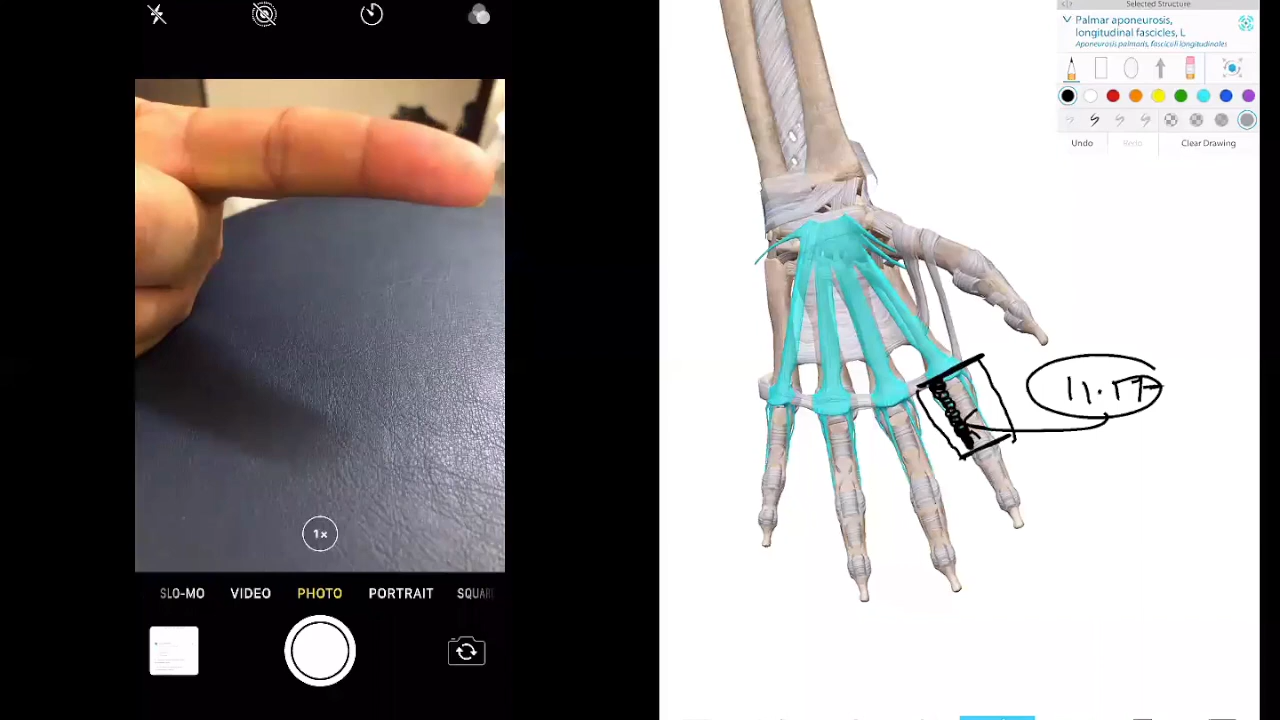 1×
SLO-MO VIDEO PHOTO PORTRAIT
Selected Structure
Palmar aponeurosis,
longitudinal fascicles, L
Aponeurosis palmaris, fasciculi longitudinales
Undo Redo Clear Drawing